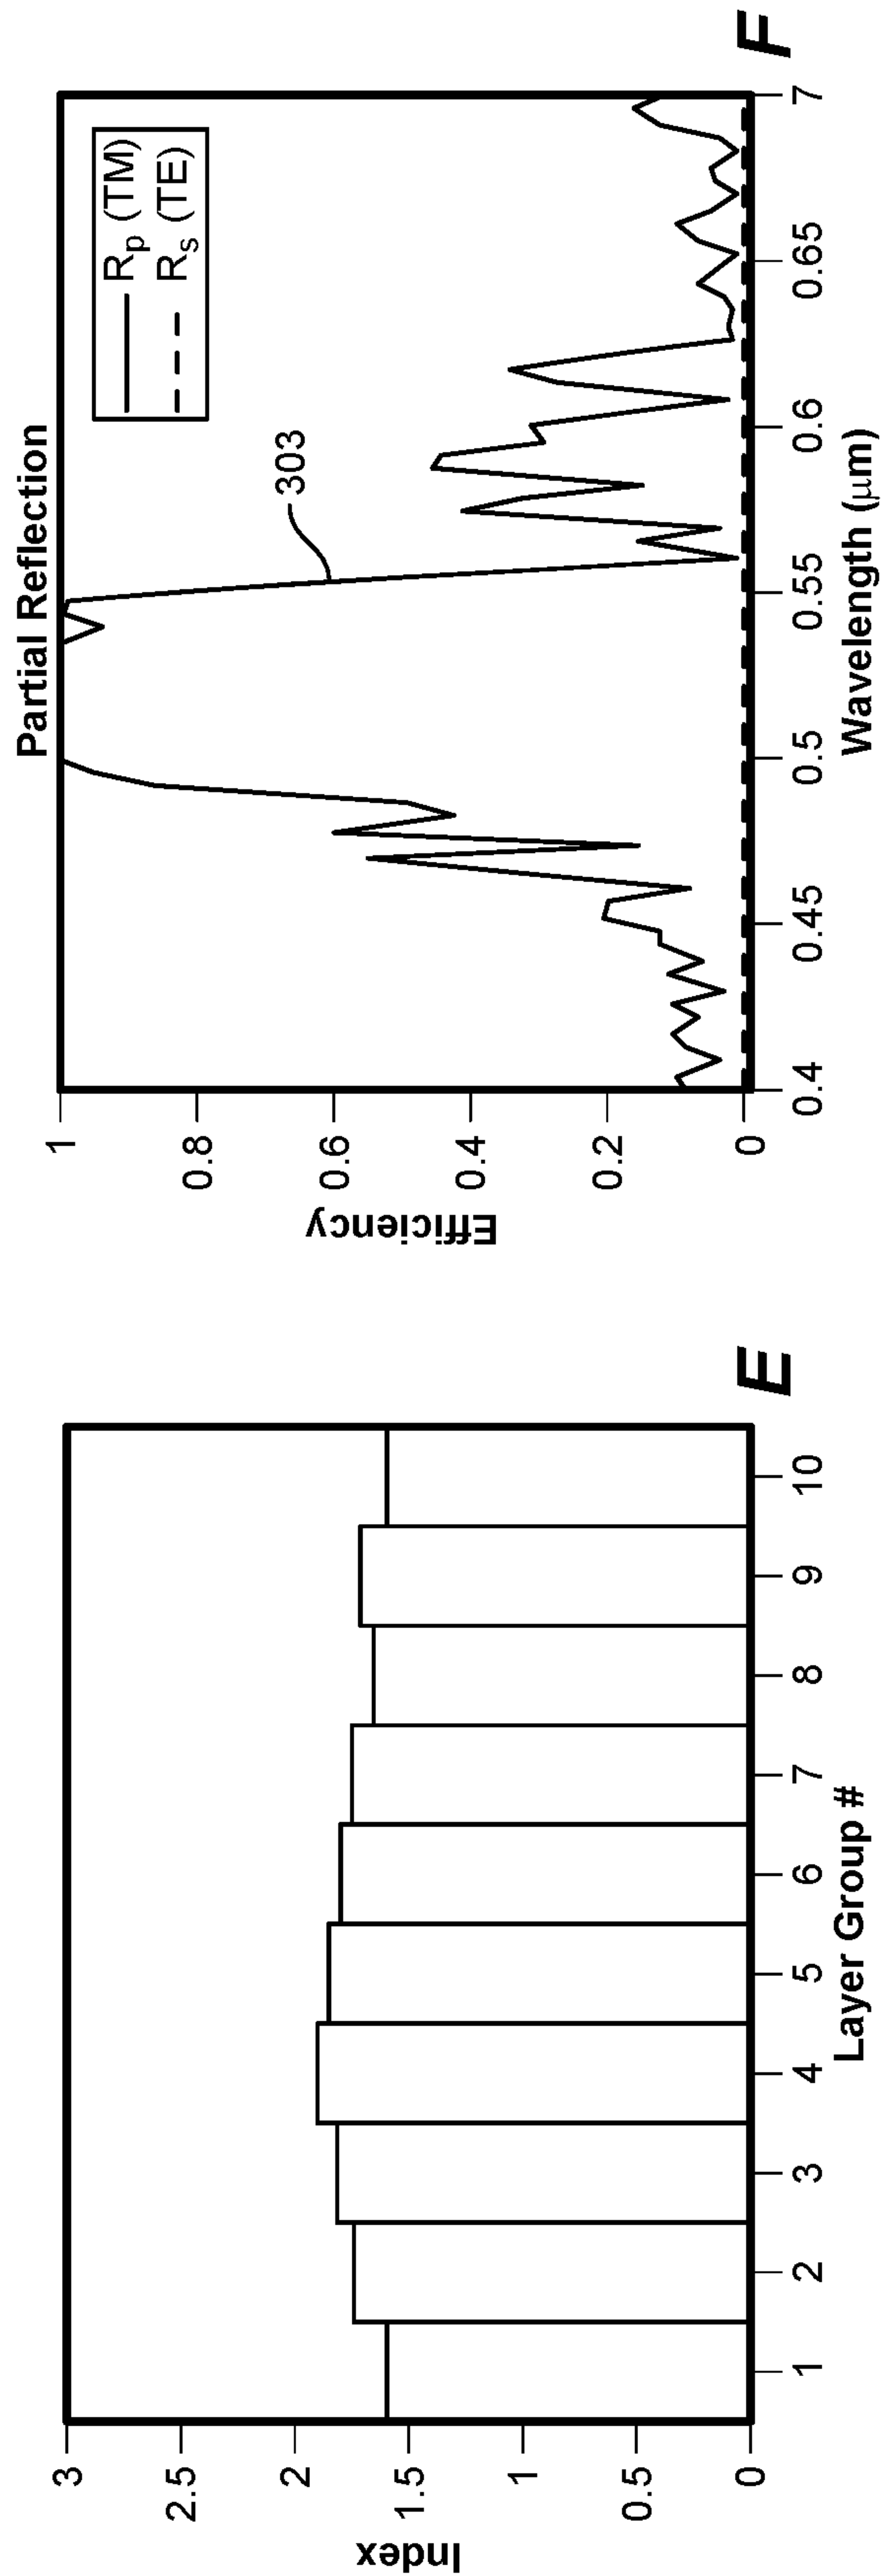 3
2.5
2
1.5
1
0.5
0
Index
1 2 3 4 5 6 7 8 9 10
Layer Group #
E
Partial Reflection
1
0.8
0.6
0.4
0.2
0
Efficiency
Rp (TM)
Rs (TE)
303
0.4 0.45 0.5 0.55 0.6 0.65 7
Wavelength (μm)
F